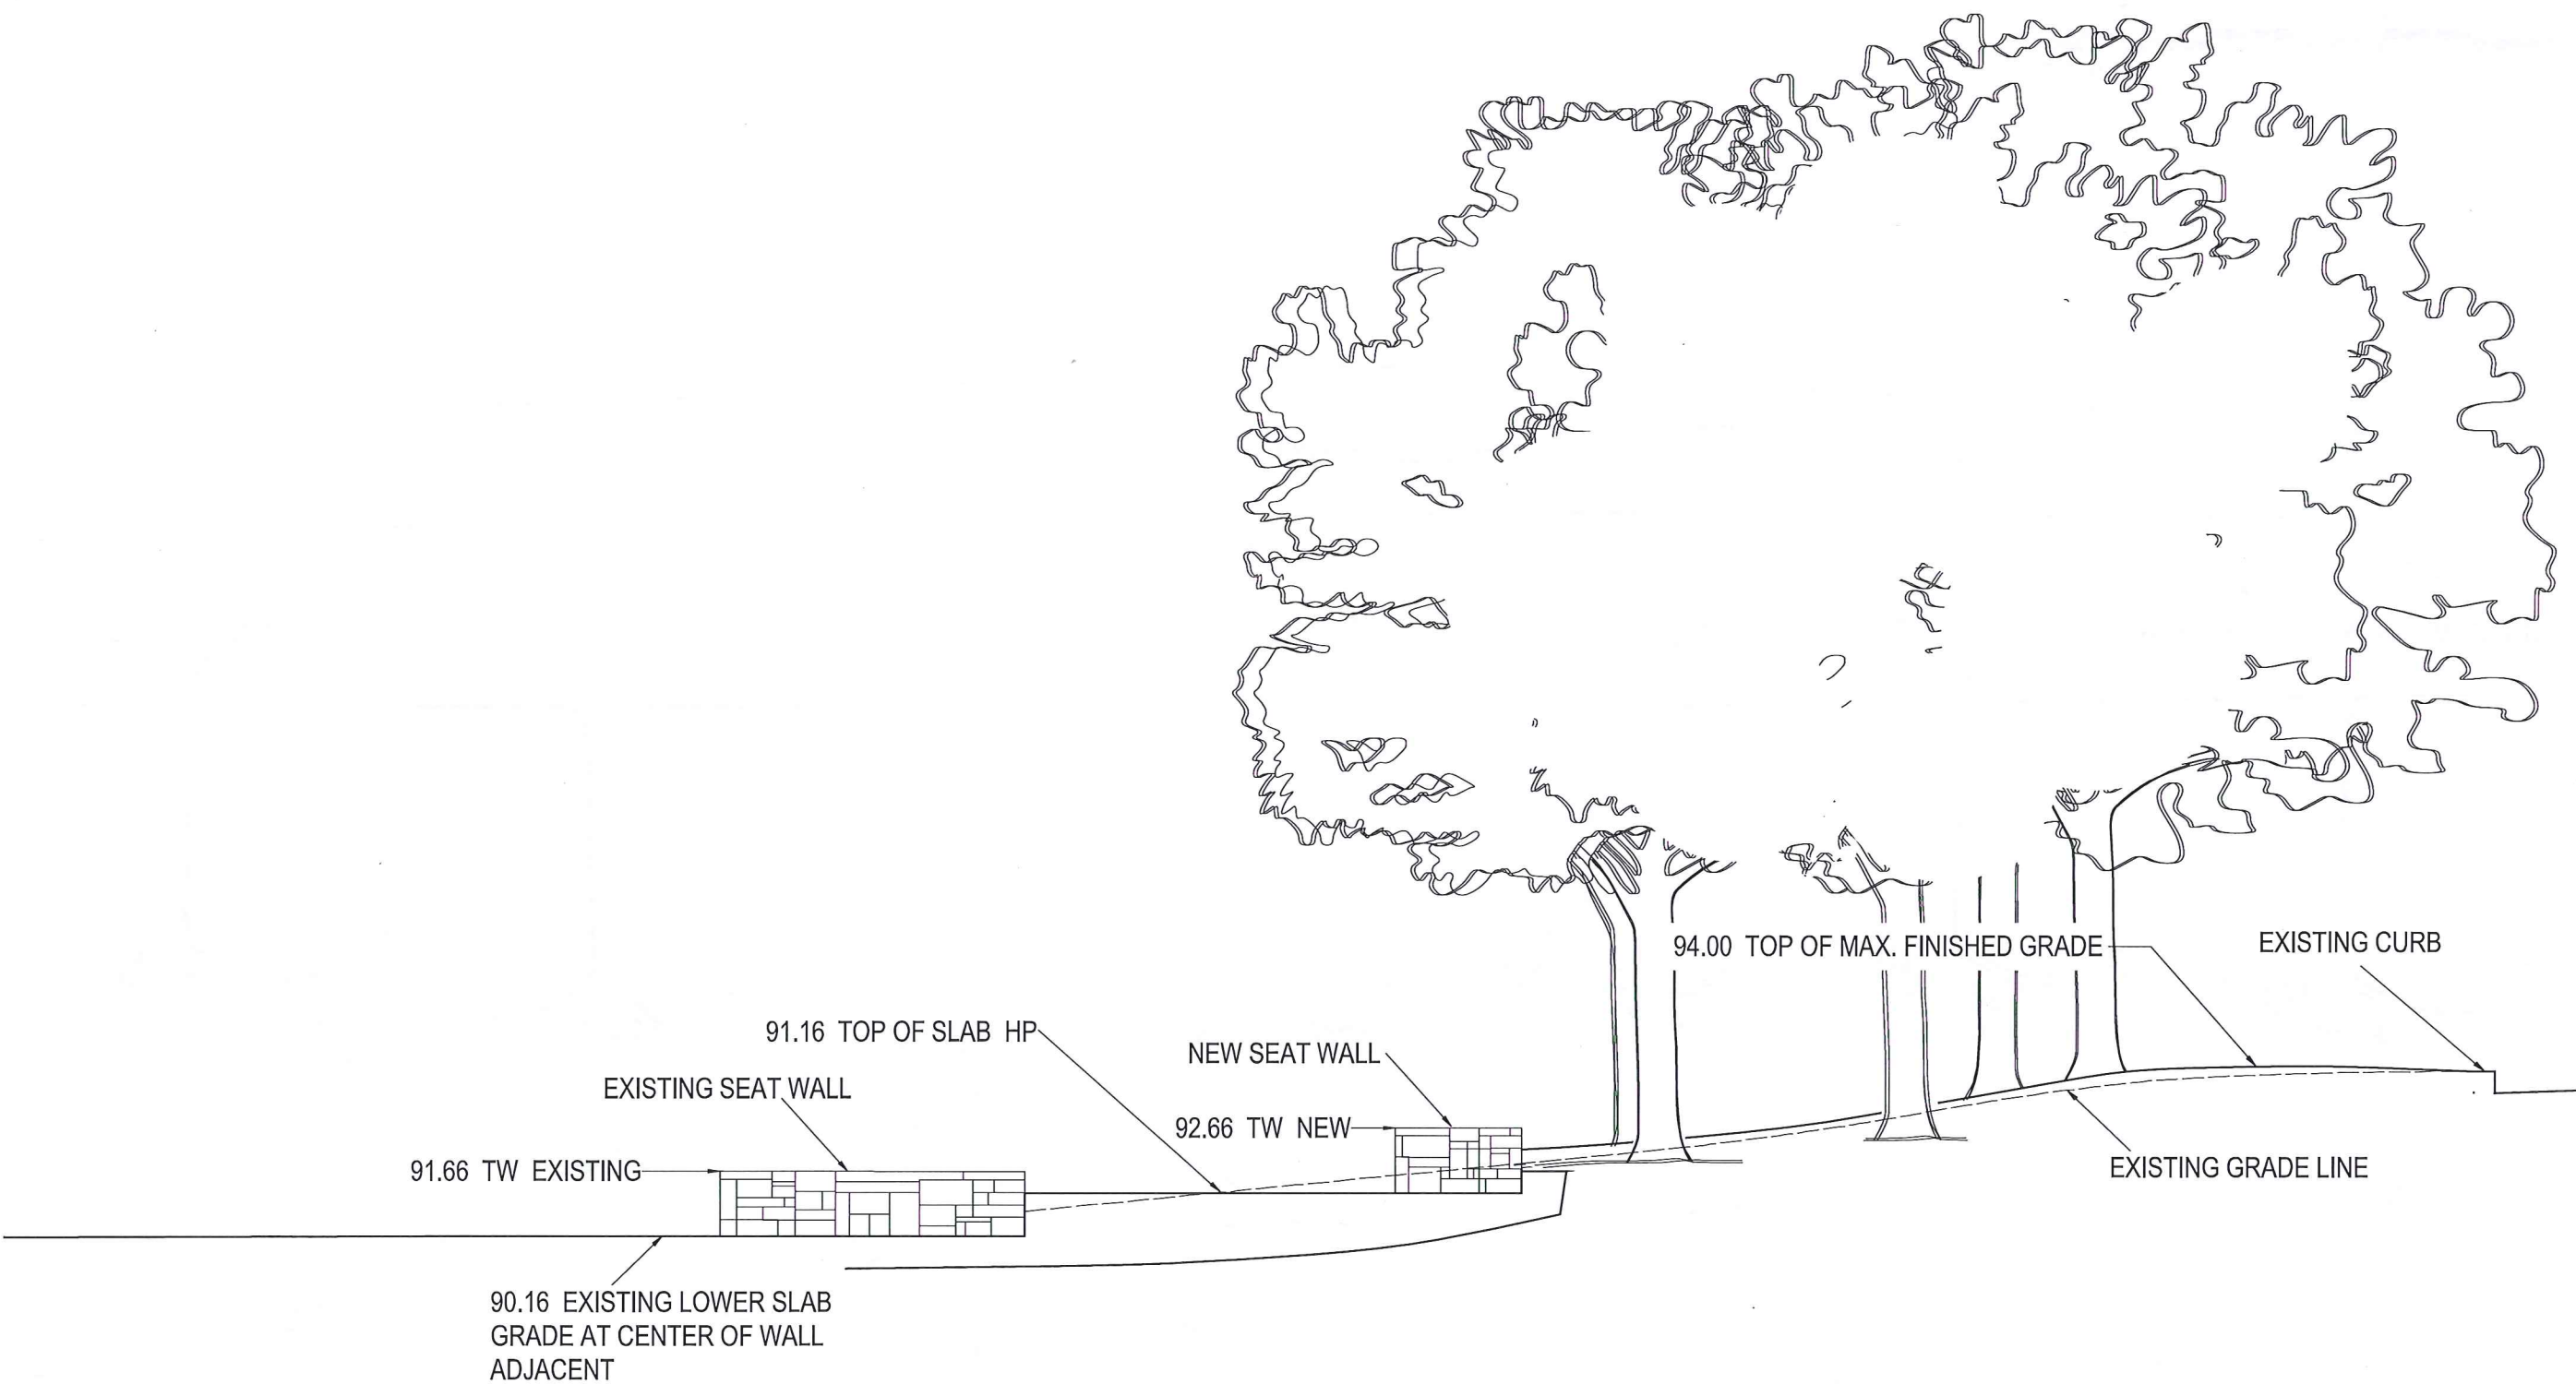 94.00 TOP OF MAX. FINISHED GRADE
EXISTING CURB
91.16 TOP OF SLAB HP
NEW SEAT WALL
EXISTING SEAT WALL
92.66 TW NEW
91.66 TW EXISTING
EXISTING GRADE LINE
90.16 EXISTING LOWER SLAB
GRADE AT CENTER OF WALL
ADJACENT